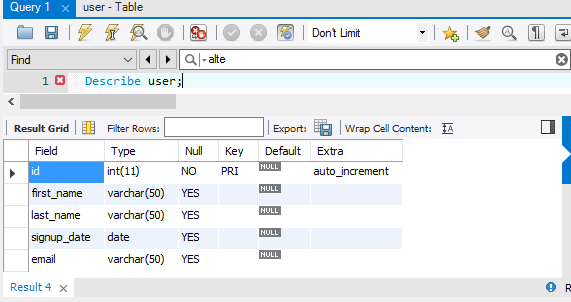 Query 1 user - Table
Don't Limit
Find alte
1 Describe user;
Result Grid Filter Rows: Export: Wrap Cell Content:
Field Type Null Key Default Extra
id int(11) NO PRI NULL auto_increment
first_name varchar(50) YES NULL
last_name varchar(50) YES NULL
signup_date date YES NULL
email varchar(50) YES NULL
Result 4 R